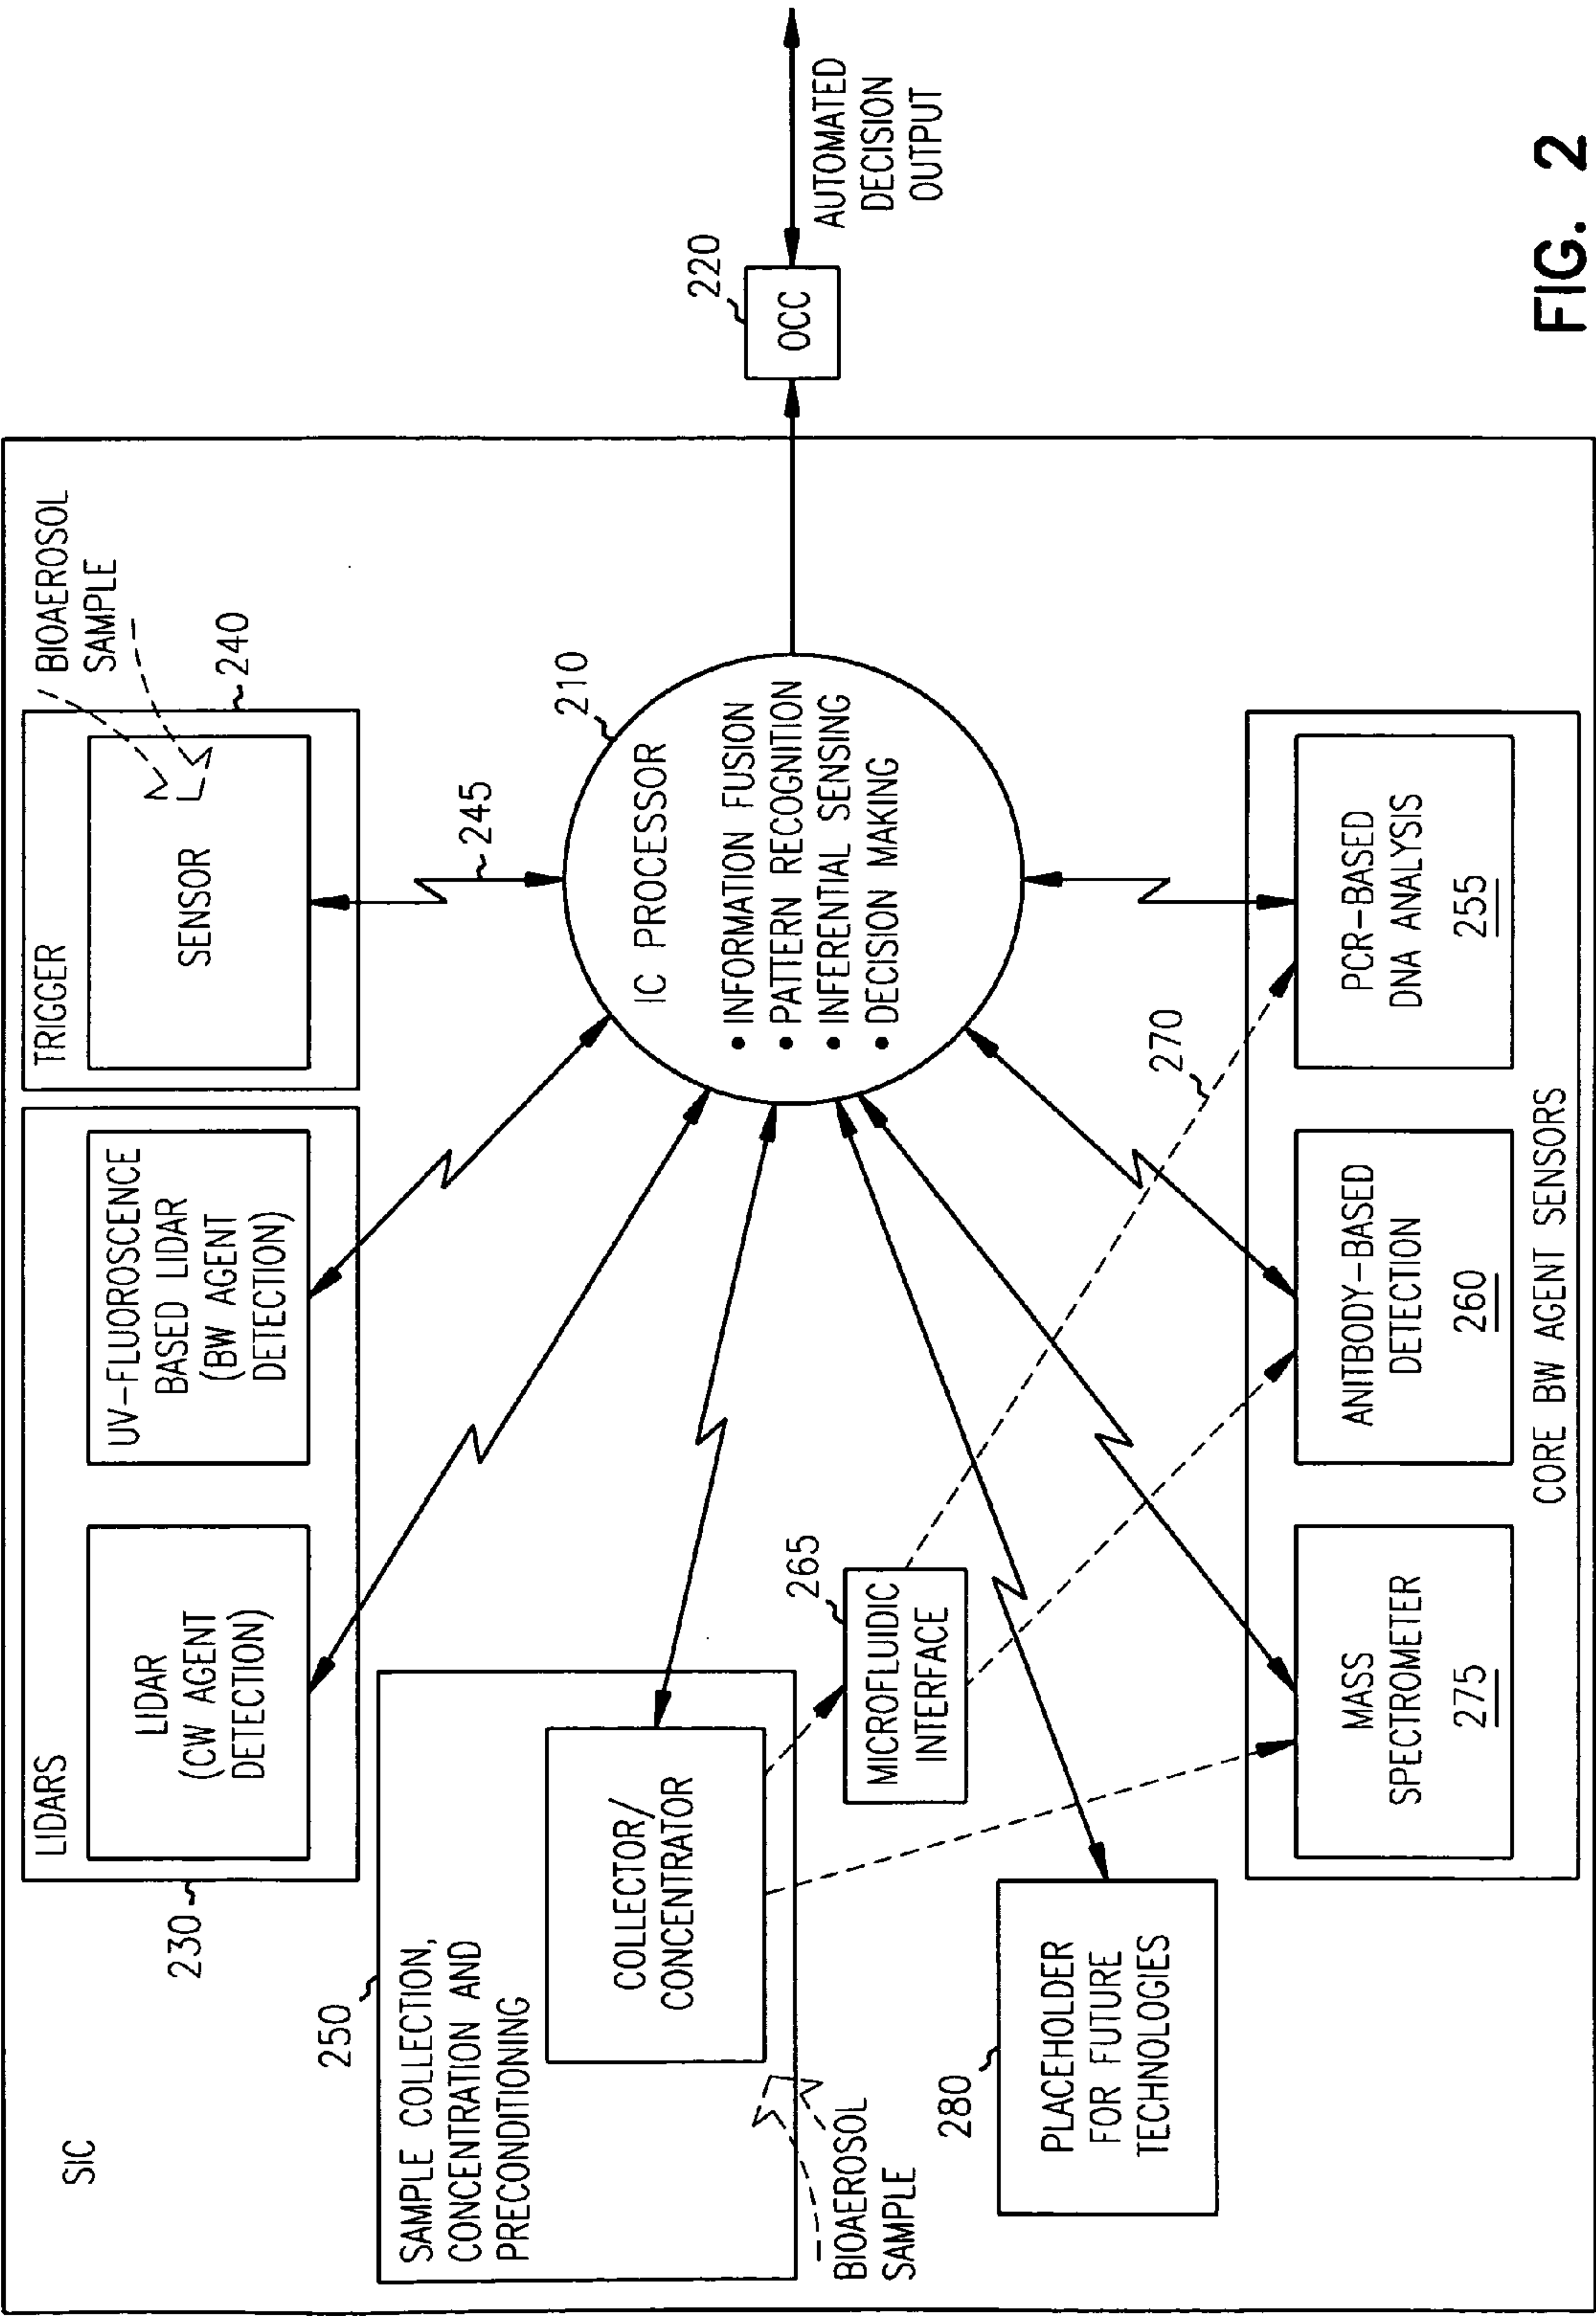 SIC
LIDARS
230
LIDAR
(CW AGENT
DETECTION)
UV-FLUOROSCENCE
BASED LIDAR
(BW AGENT
DETECTION)
TRIGGER
SENSOR
BIOAEROSOL
SAMPLE
240
245
250
SAMPLE COLLECTION,
CONCENTRATION AND
PRECONDITIONING
COLLECTOR/
CONCENTRATOR
BIOAEROSOL
SAMPLE
210
IC PROCESSOR
• INFORMATION FUSION
• PATTERN RECOGNITION
• INFERENTIAL SENSING
• DECISION MAKING
220
OCC
AUTOMATED
DECISION
OUTPUT
265
MICROFLUIDIC
INTERFACE
270
280
PLACEHOLDER
FOR FUTURE
TECHNOLOGIES
MASS
SPECTROMETER
275
ANITBODY-BASED
DETECTION
260
PCR-BASED
DNA ANALYSIS
255
CORE BW AGENT SENSORS
FIG. 2